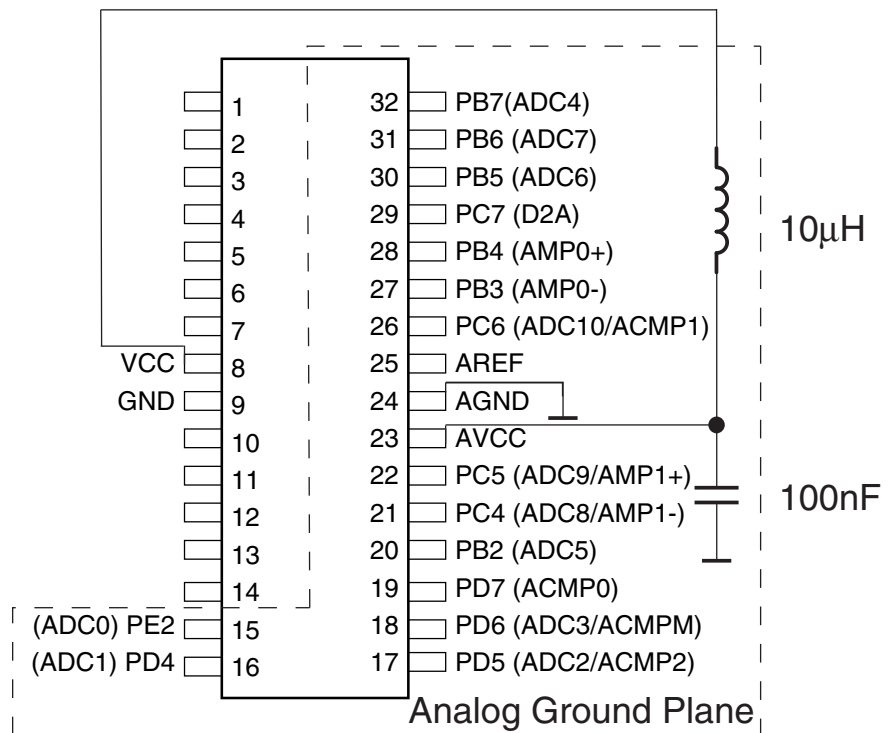 1 32 PB7(ADC4)
2 31 PB6 (ADC7)
3 30 PB5 (ADC6)
4 29 PC7 (D2A)
10µH
5 28 PB4 (AMP0+)
6 27 PB3 (AMP0-)
7 26 PC6 (ADC10/ACMP1)
VCC 8 25 AREF
GND 9 24 AGND
10 23 AVCC
11 22 PC5 (ADC9/AMP1+)
100nF
12 21 PC4 (ADC8/AMP1-)
13 20 PB2 (ADC5)
14 19 PD7 (ACMP0)
(ADC0) PE2 15 18 PD6 (ADC3/ACMPM)
(ADC1) PD4 16 17 PD5 (ADC2/ACMP2)
Analog Ground Plane